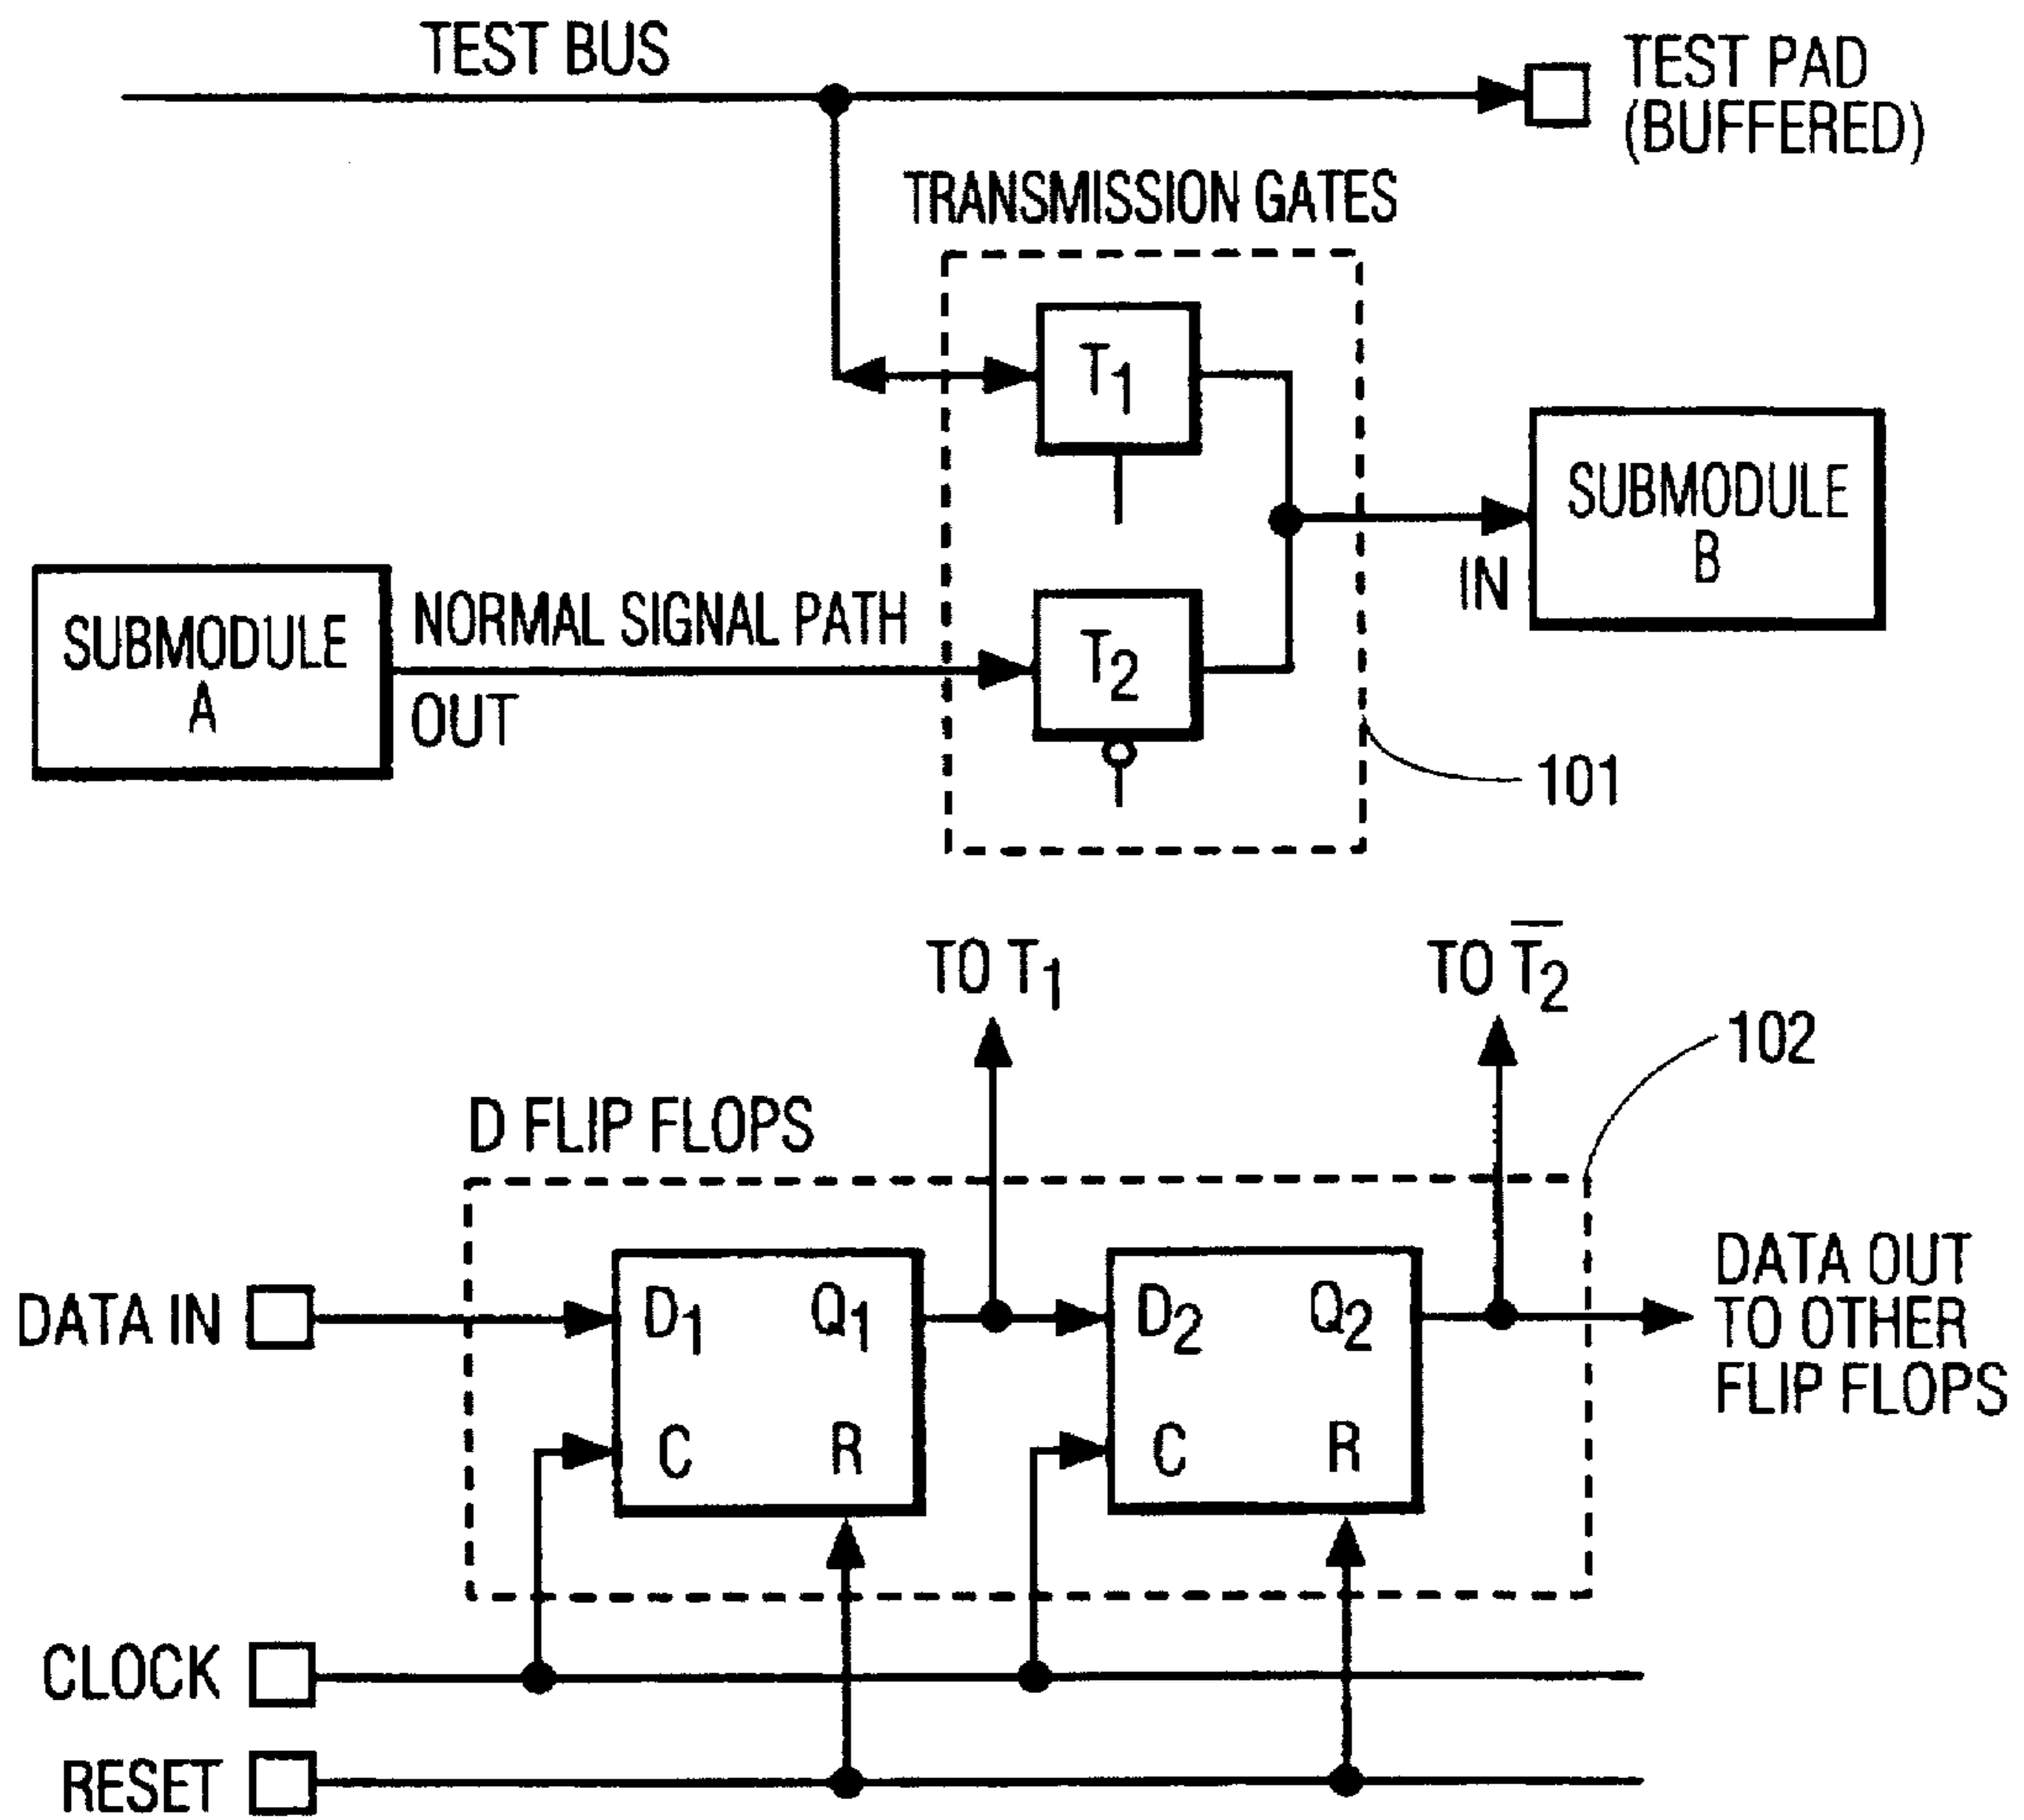 TEST BUS
TEST PAD
(BUFFERED)
TRANSMISSION GATES
T1
SUBMODULE
B
IN
NORMAL SIGNAL PATH
SUBMODULE
A
OUT
T2
101
TO T1
TO T̅2
102
D FLIP FLOPS
DATA IN
D1 Q1
C R
D2 Q2
C R
DATA OUT
TO OTHER
FLIP FLOPS
CLOCK
RESET